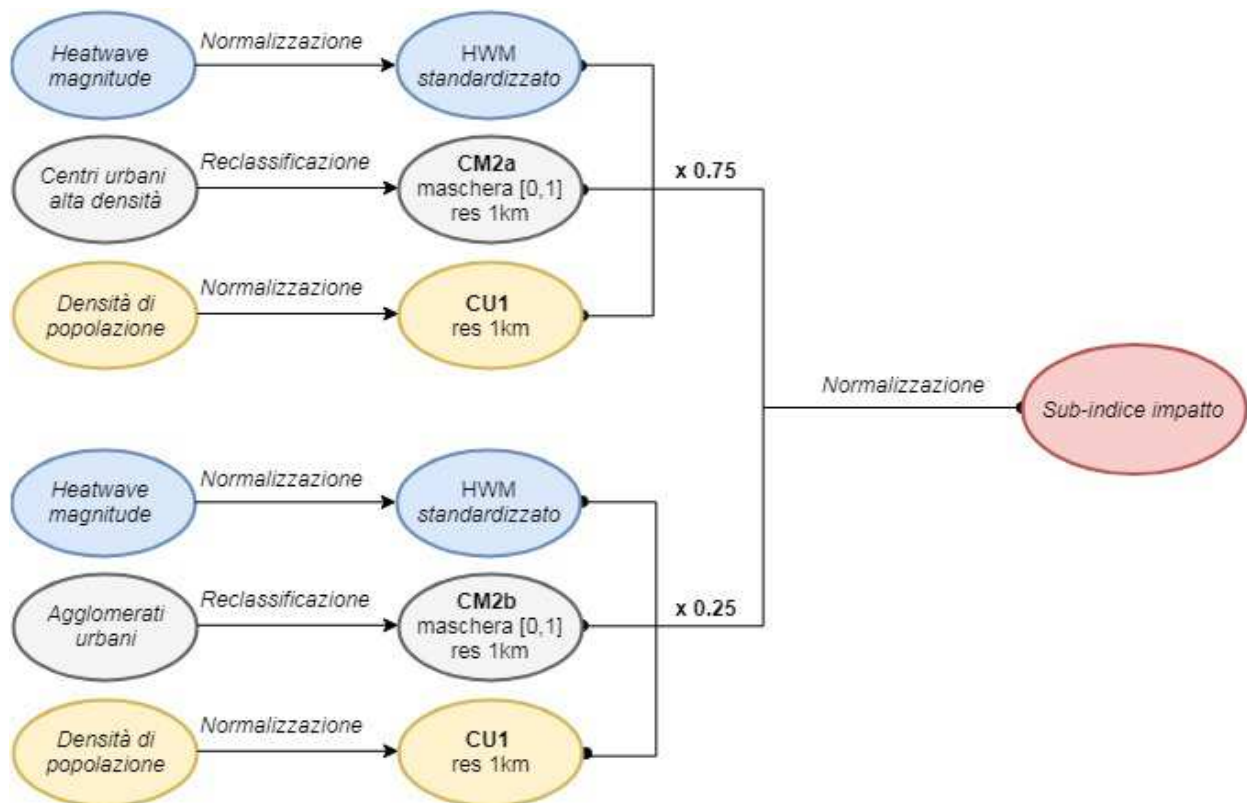 Heatwave
magnitude
Normalizzazione
HWM
standardizzato
Centri urbani
alta densità
Reclassificazione
CM2a
maschera [0,1]
res 1km
x 0.75
Densità di
popolazione
Normalizzazione
CU1
res 1km
Normalizzazione
Sub-indice impatto
Heatwave
magnitude
Normalizzazione
HWM
standardizzato
Agglomerati
urbani
Reclassificazione
CM2b
maschera [0,1]
res 1km
x 0.25
Densità di
popolazione
Normalizzazione
CU1
res 1km